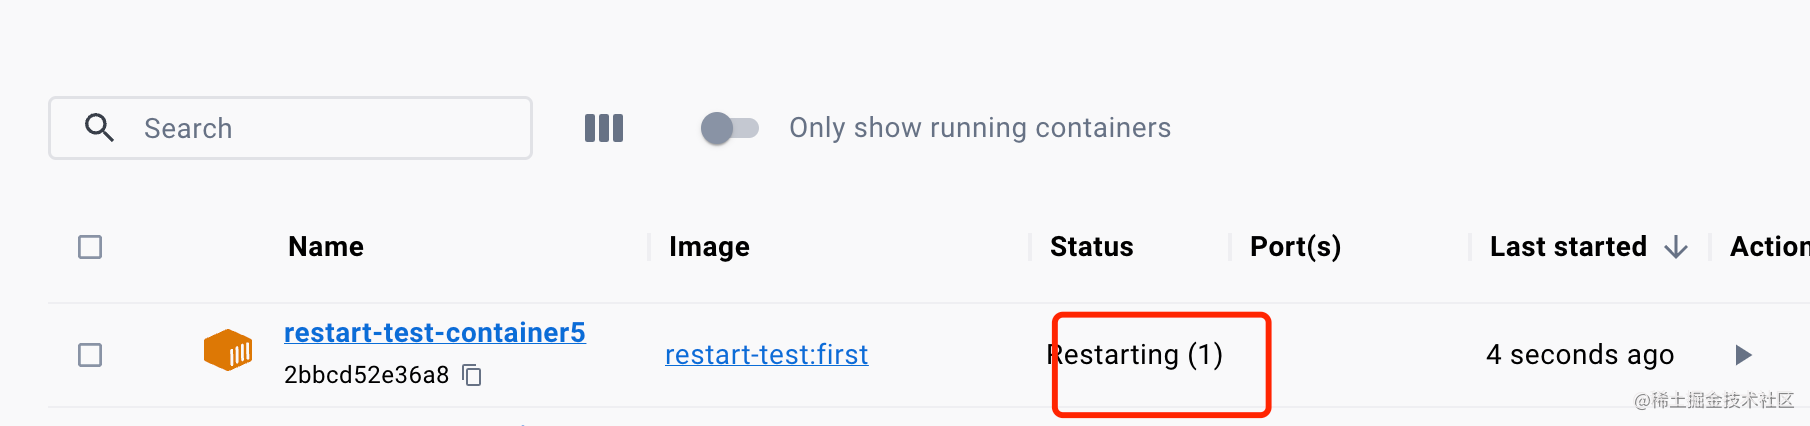 Search
Only show running containers
Name Image Status Port(s) Last started Action
restart-test-container5
2bbcd52e36a8
restart-test:first Restarting (1) 4 seconds ago
@稀土掘金技术社区